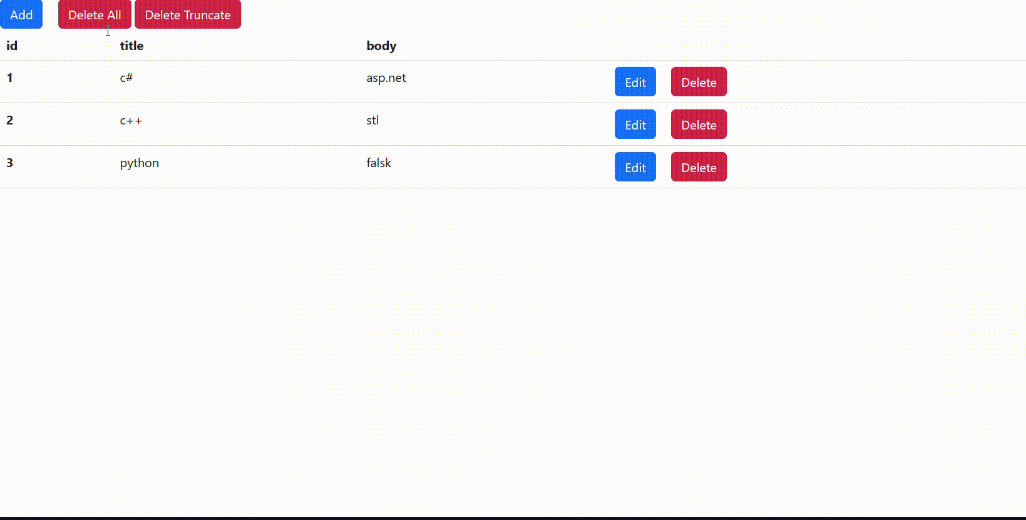 Add Delete All Delete Truncate
id title body
1 c# asp.net Edit Delete
2 c++ stl Edit Delete
3 python falsk Edit Delete